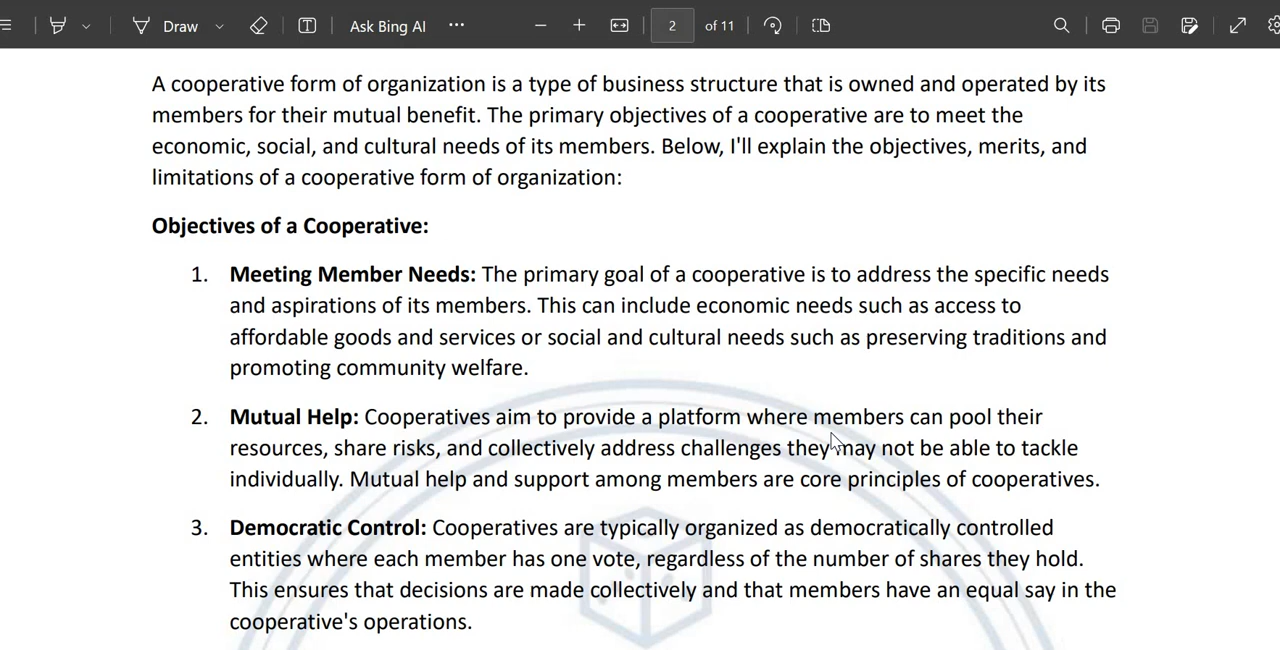 Draw
Ask Bing AI
2 of 11
A cooperative form of organization is a type of business structure that is owned and operated by its
members for their mutual benefit. The primary objectives of a cooperative are to meet the
economic, social, and cultural needs of its members. Below, I'll explain the objectives, merits, and
limitations of a cooperative form of organization:
Objectives of a Cooperative:
1. Meeting Member Needs: The primary goal of a cooperative is to address the specific needs
and aspirations of its members. This can include economic needs such as access to
affordable goods and services or social and cultural needs such as preserving traditions and
promoting community welfare.
2. Mutual Help: Cooperatives aim to provide a platform where members can pool their
resources, share risks, and collectively address challenges they may not be able to tackle
individually. Mutual help and support among members are core principles of cooperatives.
3. Democratic Control: Cooperatives are typically organized as democratically controlled
entities where each member has one vote, regardless of the number of shares they hold.
This ensures that decisions are made collectively and that members have an equal say in the
cooperative's operations.